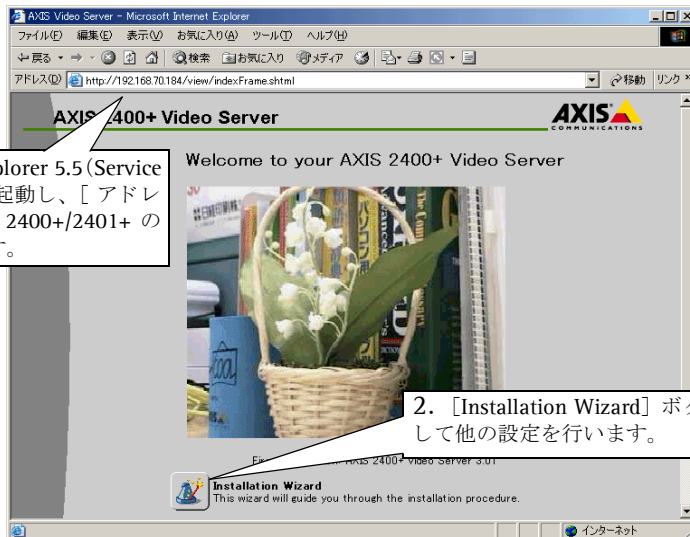 AXIS Video Server - Microsoft Internet Explorer
ファイル(F) 編集(E) 表示(V) お気に入り(A) ツール(T) ヘルプ(H)
戻る 検索 お気に入り メディア
アドレス(D) http://192.168.70.184/view/indexFrame.shtml 移動 リンク »
AXIS 2400+ Video Server
AXIS
COMMUNICATIONS
Welcome to your AXIS 2400+ Video Server
plorer 5.5(Service
起動し、[ アドレ
2400+/2401+ の
す。
2. [Installation Wizard] ボタ
して他の設定を行います。
AXIS 2400+ Video Server 3.01
Installation Wizard
This wizard will guide you through the installation procedure.
インターネット